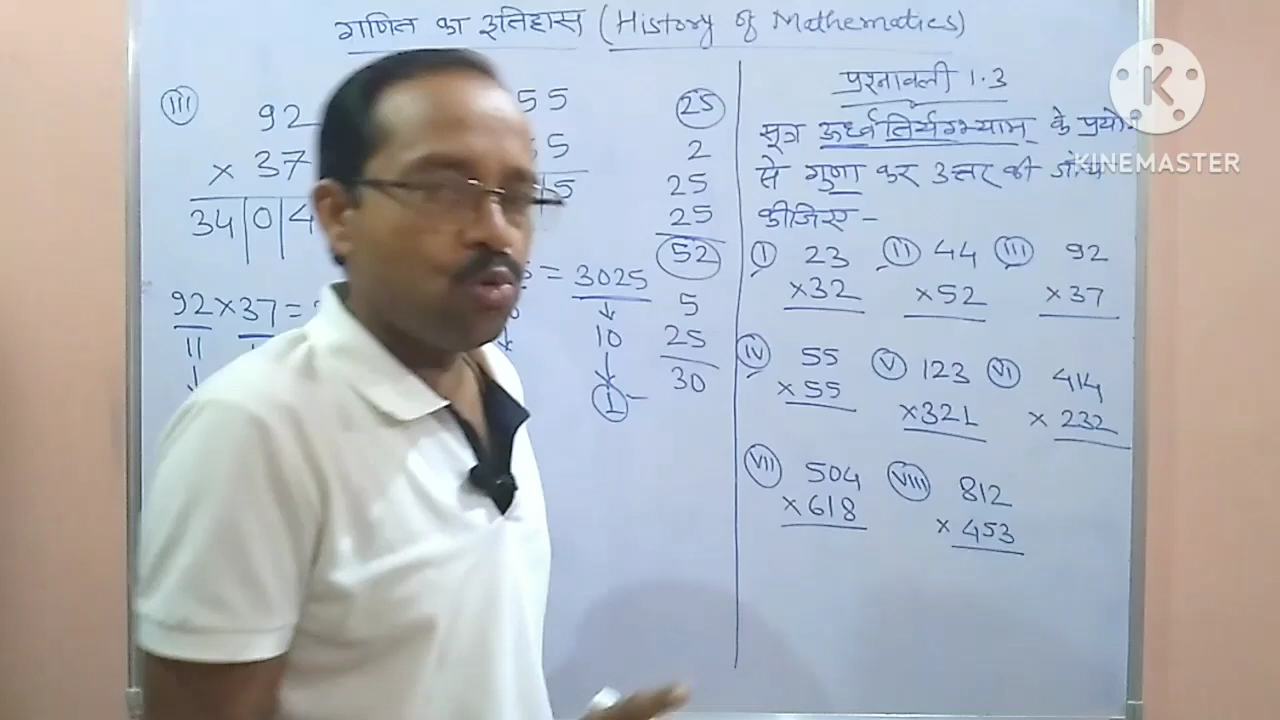 गणित का इतिहास (History of Mathematics)
III
92
× 37
34|0|4
92×37=
11
55
5
15
= 3025
10
1
25
2
25
25
52
5
25
30
प्रश्नावली 1.3
सूत्र ऊर्ध्वतिर्यग्भ्याम् के प्रयोग
से गुणा कर उत्तर की जाँच
कीजिए -
I 23 II 44 III 92
×32 ×52 ×37
IV 55 V 123 VI 414
×55 ×321 × 232
VII 504 VIII 812
×618 × 453
K
KINEMASTER